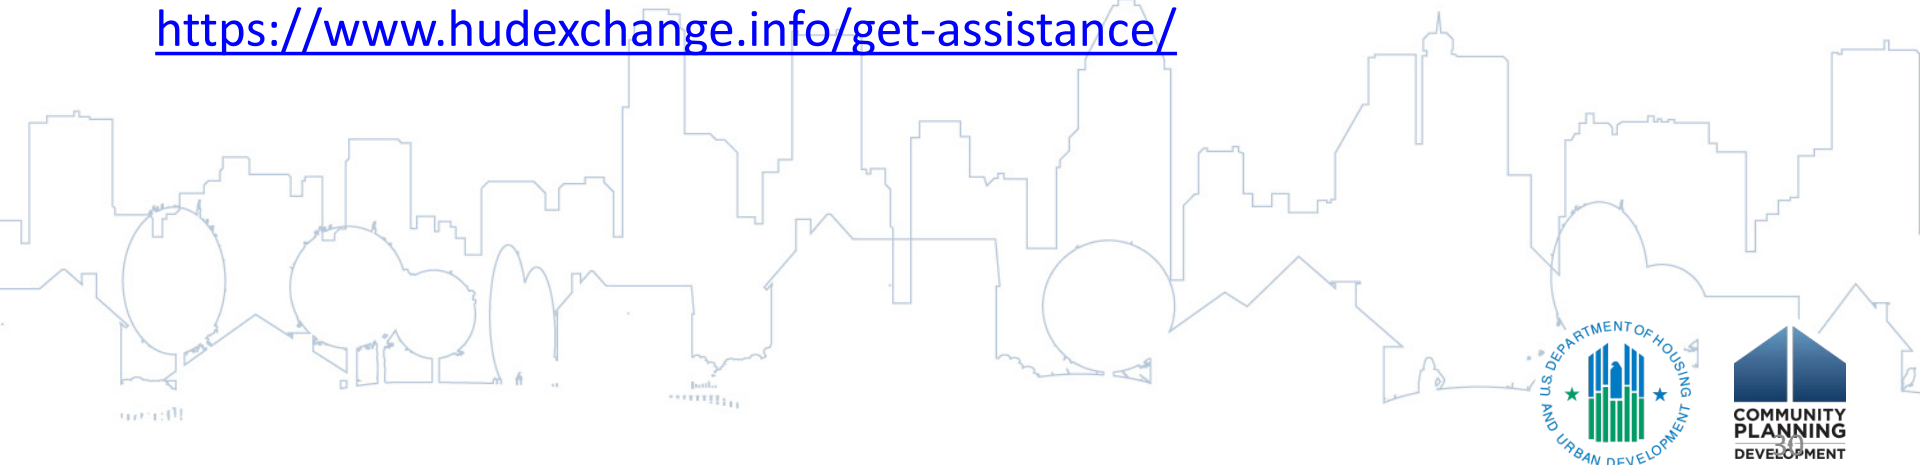 https://www.hudexchange.info/get-assistance/
U.S. DEPARTMENT OF HOUSING
AND URBAN DEVELOPMENT
COMMUNITY
PLANNING
DEVELOPMENT
30